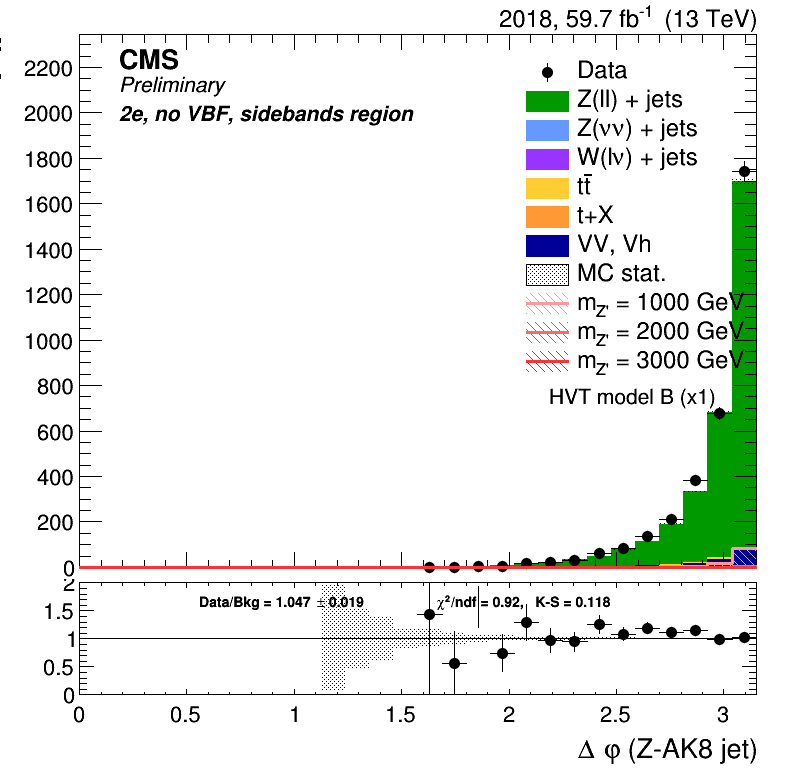 2018, 59.7 fb⁻¹ (13 TeV)
CMS
Preliminary
2e, no VBF, sidebands region
Data
Z(ll) + jets
Z(νν) + jets
W(lν) + jets
tt̄
t+X
VV, Vh
MC stat.
m_Z' = 1000 GeV
m_Z' = 2000 GeV
m_Z' = 3000 GeV
HVT model B (x1)
2200
2000
1800
1600
1400
1200
1000
800
600
400
200
0
2
1.5
1
0.5
0
Data/Bkg = 1.047 ± 0.019
χ²/ndf = 0.92, K-S = 0.118
0 0.5 1 1.5 2 2.5 3
Δ φ (Z-AK8 jet)